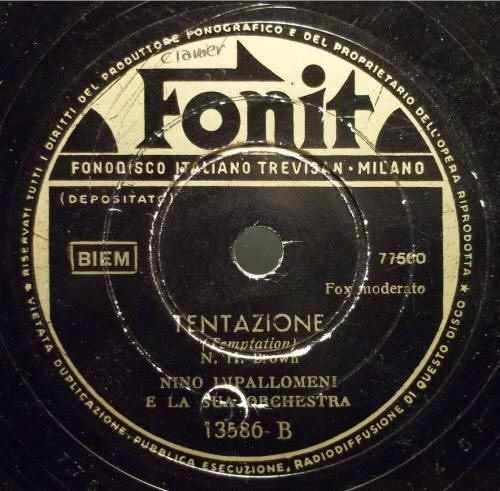 RISERVATI TUTTI I DIRITTI DEL PRODUTTORE FONOGRAFICO E DEL PROPRIETARIO DELL'OPERA RIPRODOTTA
Fonit
FONODISCO ITALIANO TREVISAN · MILANO
(DEPOSITATO)
BIEM
77560
Fox moderato
TENTAZIONE
(Temptation)
N. H. Brown
NINO IMPALLOMENI
E LA SUA ORCHESTRA
13586-B
VIETATA DUPLICAZIONE, PUBBLICA ESECUZIONE, RADIODIFFUSIONE DI QUESTO DISCO